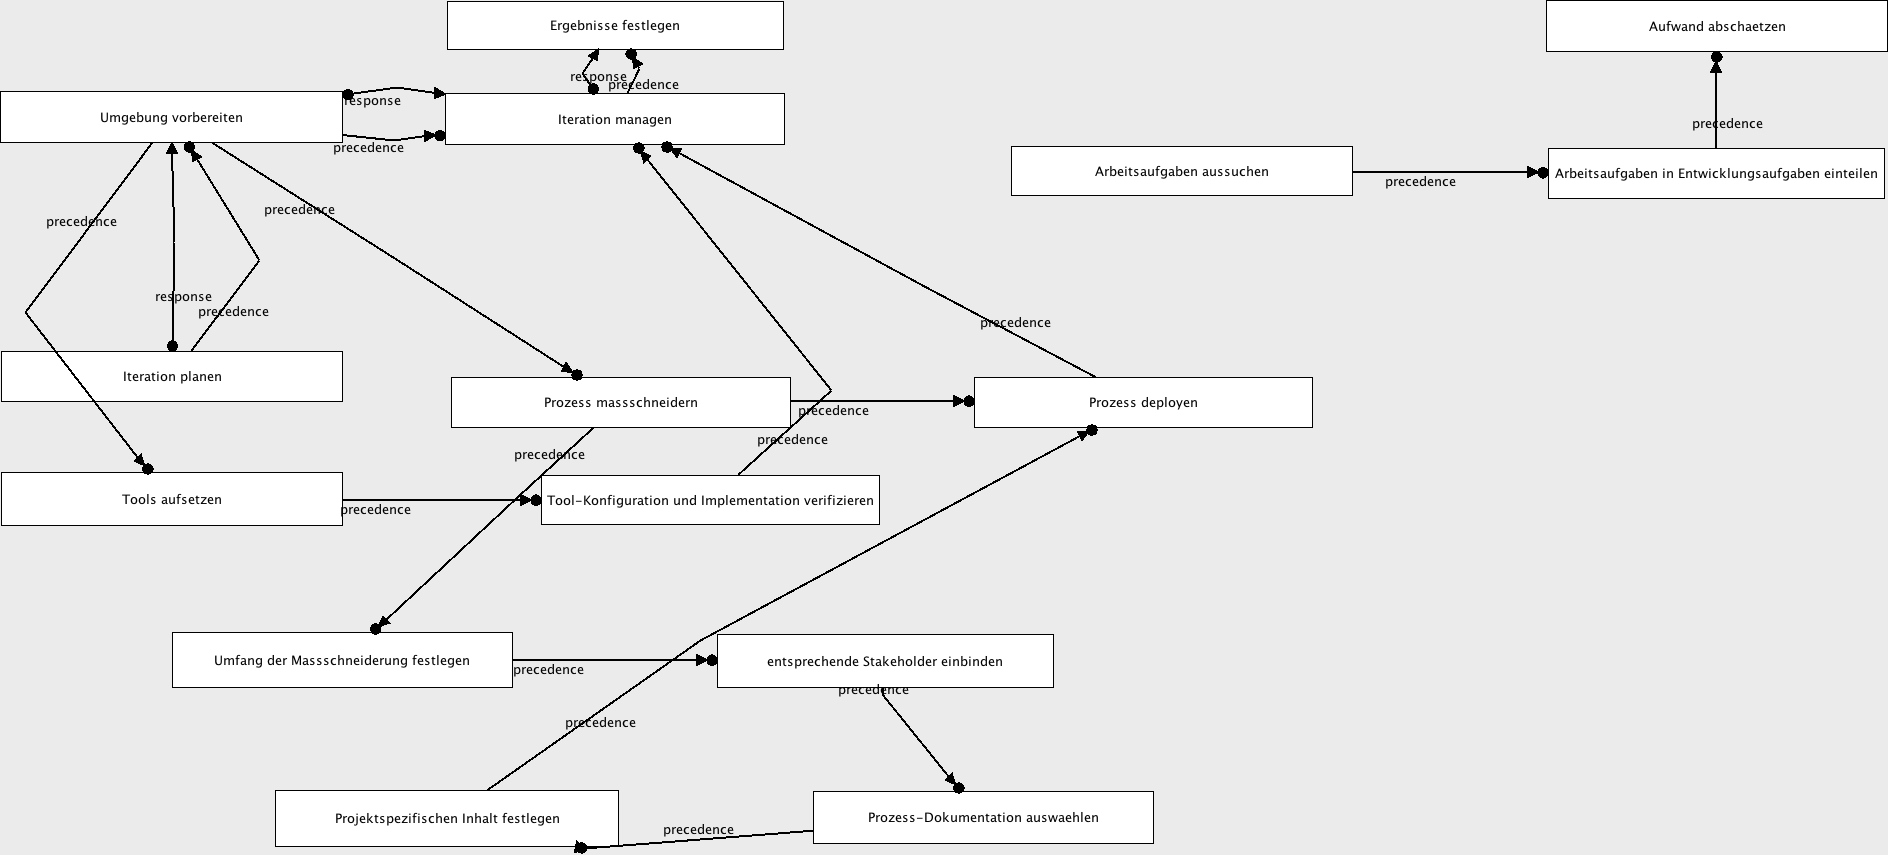 Ergebnisse festlegen
Aufwand abschaetzen
response
precedence
Umgebung vorbereiten
response
Iteration managen
precedence
precedence
Arbeitsaufgaben aussuchen
precedence
Arbeitsaufgaben in Entwicklungsaufgaben einteilen
precedence
precedence
response
precedence
precedence
Iteration planen
Prozess massschneidern
precedence
Prozess deployen
precedence
precedence
Tools aufsetzen
precedence
Tool-Konfiguration und Implementation verifizieren
Umfang der Massschneiderung festlegen
precedence
entsprechende Stakeholder einbinden
precedence
precedence
Projektspezifischen Inhalt festlegen
precedence
Prozess-Dokumentation auswaehlen